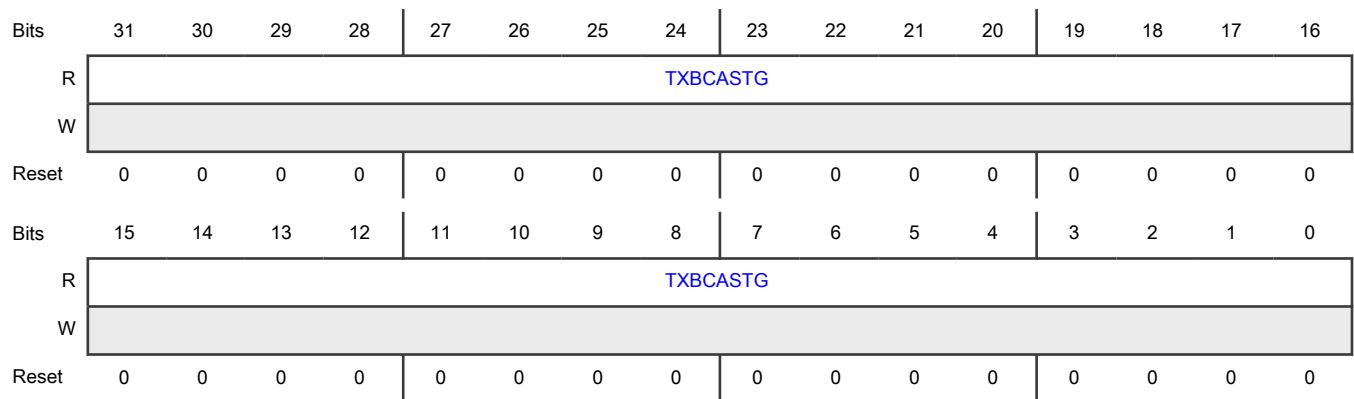 Bits 31 30 29 28 27 26 25 24 23 22 21 20 19 18 17 16
R TXBCASTG
W
Reset 0 0 0 0 0 0 0 0 0 0 0 0 0 0 0 0
Bits 15 14 13 12 11 10 9 8 7 6 5 4 3 2 1 0
R TXBCASTG
W
Reset 0 0 0 0 0 0 0 0 0 0 0 0 0 0 0 0